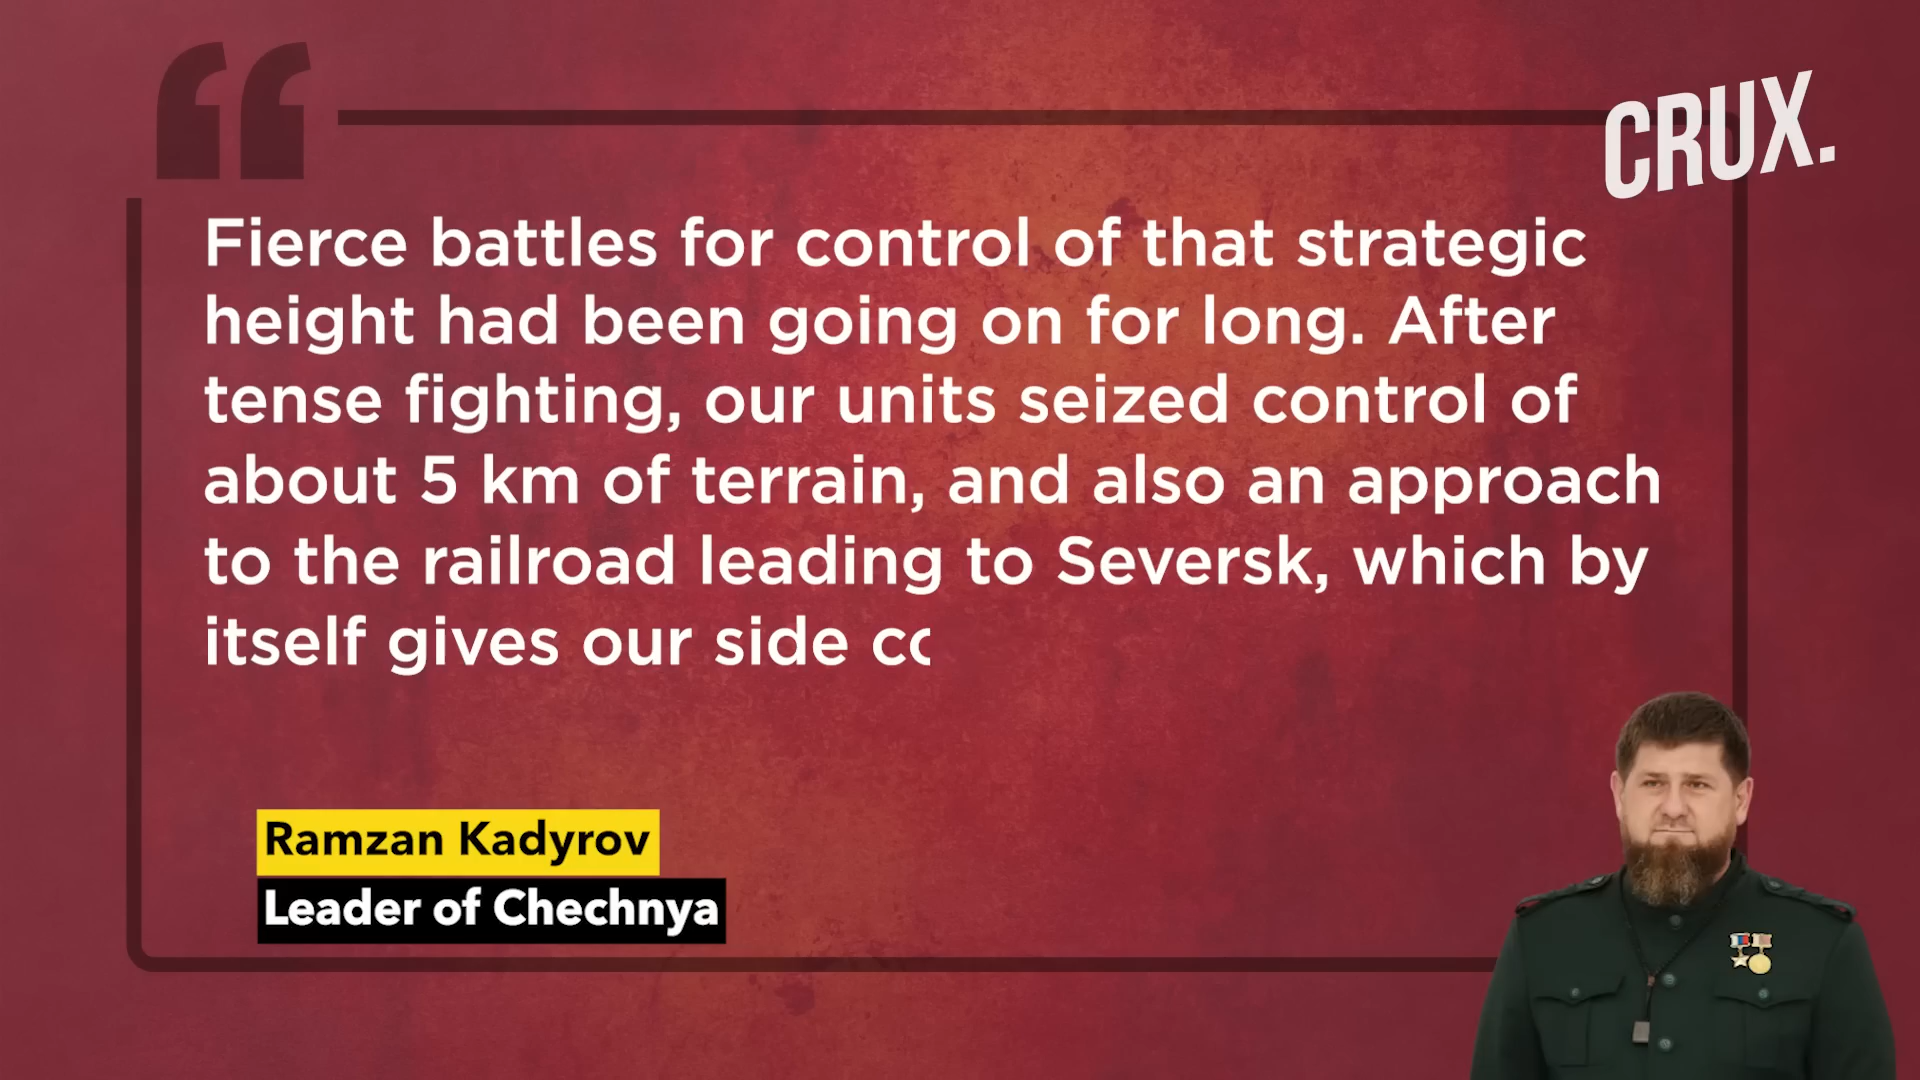 CRUX.
Fierce battles for control of that strategic
height had been going on for long. After
tense fighting, our units seized control of
about 5 km of terrain, and also an approach
to the railroad leading to Seversk, which by
itself gives our side
Ramzan Kadyrov
Leader of Chechnya